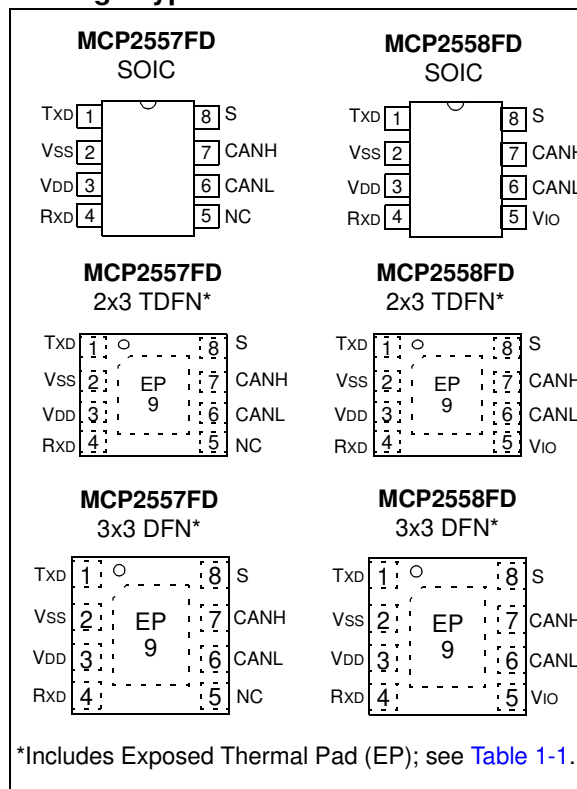 MCP2557FD
SOIC
TXD 1
VSS 2
VDD 3
RXD 4
8 S
7 CANH
6 CANL
5 NC
MCP2558FD
SOIC
TXD 1
VSS 2
VDD 3
RXD 4
8 S
7 CANH
6 CANL
5 VIO
MCP2557FD
2x3 TDFN*
TXD 1
VSS 2
VDD 3
RXD 4
EP
9
8 S
7 CANH
6 CANL
5 NC
MCP2558FD
2x3 TDFN*
TXD 1
VSS 2
VDD 3
RXD 4
EP
9
8 S
7 CANH
6 CANL
5 VIO
MCP2557FD
3x3 DFN*
TXD 1
VSS 2
VDD 3
RXD 4
EP
9
8 S
7 CANH
6 CANL
5 NC
MCP2558FD
3x3 DFN*
TXD 1
VSS 2
VDD 3
RXD 4
EP
9
8 S
7 CANH
6 CANL
5 VIO
*Includes Exposed Thermal Pad (EP); see Table 1-1.